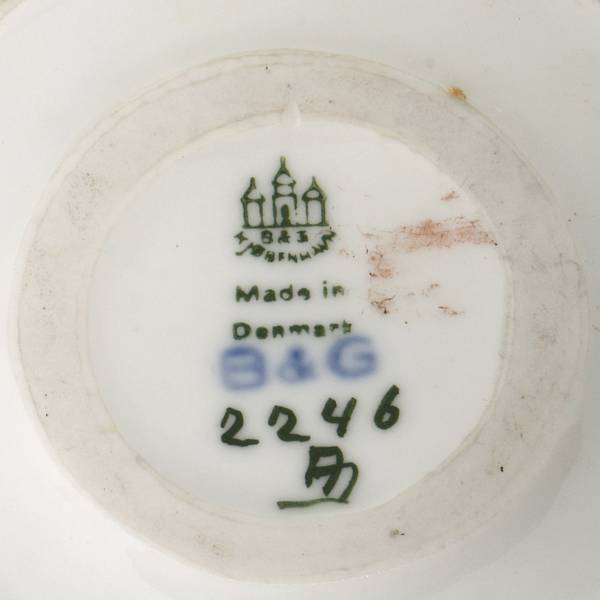 B & G
KJØBENHAVN
Made in
Denmark
B & G
2246